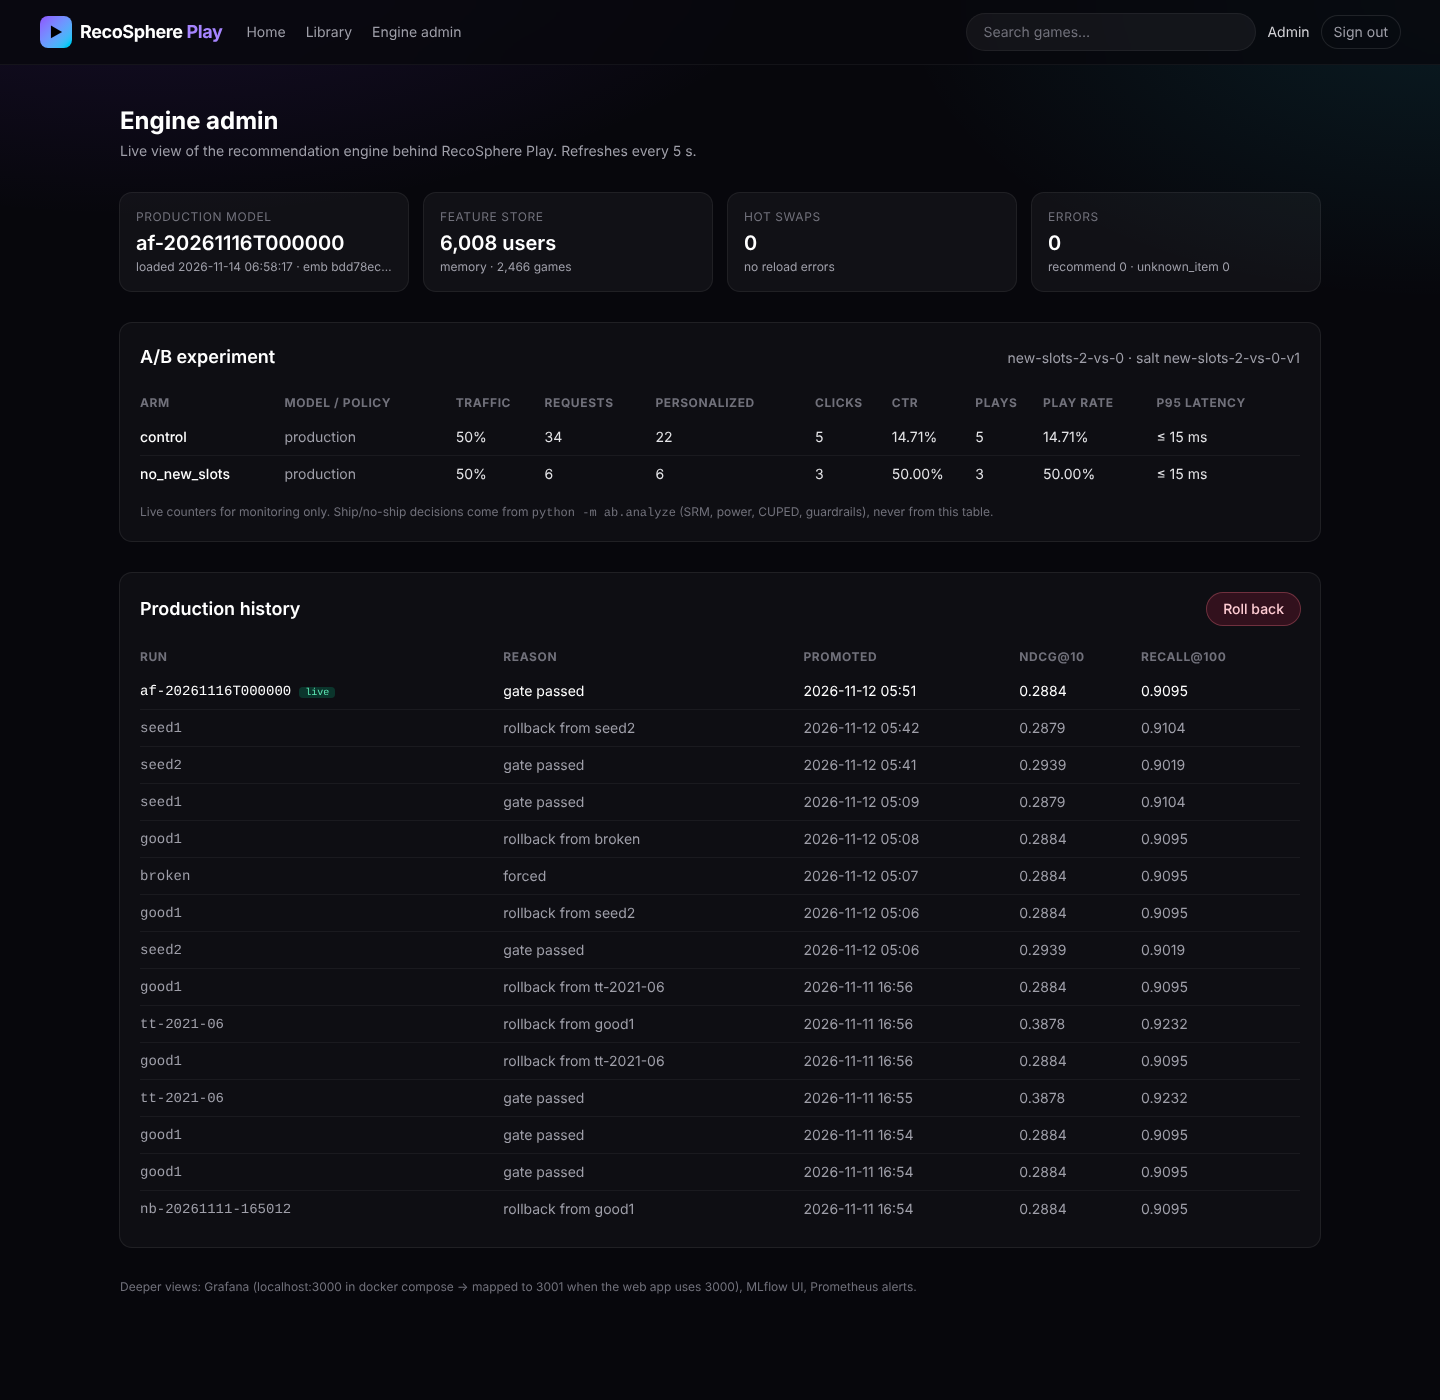 RecoSphere Play Home Library Engine admin Search games... Admin Sign out
Engine admin
Live view of the recommendation engine behind RecoSphere Play. Refreshes every 5 s.
PRODUCTION MODEL
af-20261116T000000
loaded 2026-11-14 06:58:17 · emb bdd78ec...
FEATURE STORE
6,008 users
memory · 2,466 games
HOT SWAPS
0
no reload errors
ERRORS
0
recommend 0 · unknown_item 0
A/B experiment new-slots-2-vs-0 · salt new-slots-2-vs-0-v1
ARM MODEL / POLICY TRAFFIC REQUESTS PERSONALIZED CLICKS CTR PLAYS PLAY RATE P95 LATENCY
control production 50% 34 22 5 14.71% 5 14.71% ≤ 15 ms
no_new_slots production 50% 6 6 3 50.00% 3 50.00% ≤ 15 ms
Live counters for monitoring only. Ship/no-ship decisions come from python -m ab.analyze (SRM, power, CUPED, guardrails), never from this table.
Production history Roll back
RUN REASON PROMOTED NDCG@10 RECALL@100
af-20261116T000000 live gate passed 2026-11-12 05:51 0.2884 0.9095
seed1 rollback from seed2 2026-11-12 05:42 0.2879 0.9104
seed2 gate passed 2026-11-12 05:41 0.2939 0.9019
seed1 gate passed 2026-11-12 05:09 0.2879 0.9104
good1 rollback from broken 2026-11-12 05:08 0.2884 0.9095
broken forced 2026-11-12 05:07 0.2884 0.9095
good1 rollback from seed2 2026-11-12 05:06 0.2884 0.9095
seed2 gate passed 2026-11-12 05:06 0.2939 0.9019
good1 rollback from tt-2021-06 2026-11-11 16:56 0.2884 0.9095
tt-2021-06 rollback from good1 2026-11-11 16:56 0.3878 0.9232
good1 rollback from tt-2021-06 2026-11-11 16:56 0.2884 0.9095
tt-2021-06 gate passed 2026-11-11 16:55 0.3878 0.9232
good1 gate passed 2026-11-11 16:54 0.2884 0.9095
good1 gate passed 2026-11-11 16:54 0.2884 0.9095
nb-20261111-165012 rollback from good1 2026-11-11 16:54 0.2884 0.9095
Deeper views: Grafana (localhost:3000 in docker compose → mapped to 3001 when the web app uses 3000), MLflow UI, Prometheus alerts.